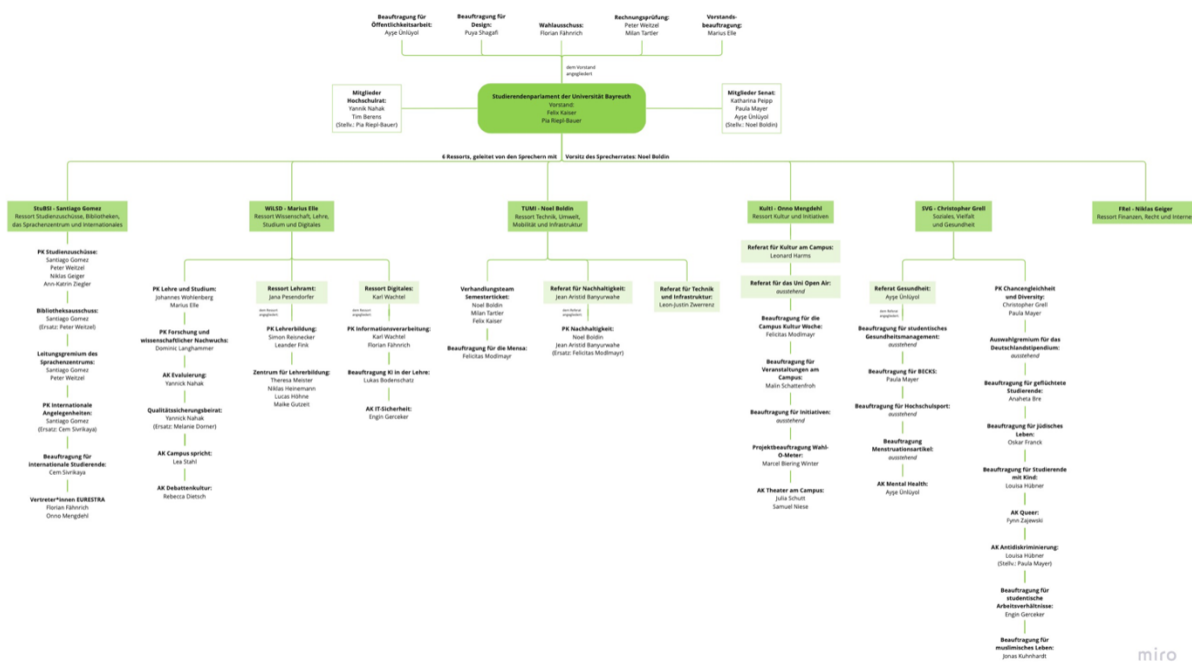 Beauftragung für
Öffentlichkeitsarbeit:
Ayşe Ünlüyol
Beauftragung für
Design:
Puya Shagafi
Wahlausschuss:
Florian Fähnrich
Rechnungsprüfung:
Peter Weitzel
Milan Tartler
Vorstands-
beauftragung:
Marius Elle
dem Vorstand
angegliedert
Mitglieder
Hochschulrat:
Yannik Nahak
Tim Berens
(Stellv.: Pia Riepl-Bauer)
Studierendenparlament der Universität Bayreuth
Vorstand:
Felix Kaiser
Pia Riepl-Bauer
Mitglieder Senat:
Katharina Peipp
Paula Mayer
Ayşe Ünlüyol
(Stellv.: Noel Boldin)
6 Ressorts, geleitet von den Sprechern mit Vorsitz des Sprecherrates: Noel Boldin
StuBSI - Santiago Gomez
Ressort Studienzuschüsse, Bibliotheken,
das Sprachenzentrum und Internationales
PK Studienzuschüsse:
Santiago Gomez
Peter Weitzel
Niklas Geiger
Ann-Katrin Ziegler
Bibliotheksausschuss:
Santiago Gomez
(Ersatz: Peter Weitzel)
Leitungsgremium des
Sprachenzentrums:
Santiago Gomez
Peter Weitzel
PK Internationale
Angelegenheiten:
Santiago Gomez
(Ersatz: Cem Sivrikaya)
Beauftragung für
internationale Studierende:
Cem Sivrikaya
Vertreter*innen EURESTRA
Florian Fähnrich
Onno Mengdehl
WiLSD - Marius Elle
Ressort Wissenschaft, Lehre,
Studium und Digitales
PK Lehre und Studium:
Johannes Wohlenberg
Marius Elle
PK Forschung und
wissenschaftlicher Nachwuchs:
Dominic Langhammer
AK Evaluierung:
Yannick Nahak
Qualitätssicherungsbeirat:
Yannick Nahak
(Ersatz: Melanie Dorner)
AK Campus spricht:
Lea Stahl
AK Debattenkultur:
Rebecca Dietsch
Ressort Lehramt:
Jana Pesendorfer
dem Ressort
angegliedert
PK Lehrerbildung:
Simon Reisnecker
Leander Fink
Zentrum für Lehrerbildung:
Theresa Meister
Niklas Heinemann
Lucas Höhne
Maike Gutzeit
Ressort Digitales:
Karl Wachtel
dem Ressort
angegliedert
PK Informationsverarbeitung:
Karl Wachtel
Florian Fähnrich
Beauftragung KI in der Lehre:
Lukas Bodenschatz
AK IT-Sicherheit:
Engin Gerceker
TUMI - Noel Boldin
Ressort Technik, Umwelt,
Mobilität und Infrastruktur
Verhandlungsteam
Semesterticket:
Noel Boldin
Milan Tartler
Felix Kaiser
Beauftragung für die Mensa:
Felicitas Modlmayr
Referat für Nachhaltigkeit:
Jean Aristid Banyurwahe
dem Referat
angegliedert
PK Nachhaltigkeit:
Noel Boldin
Jean Aristid Banyurwahe
(Ersatz: Felicitas Modlmayr)
Referat für Technik
und Infrastruktur:
Leon-Justin Zwerrenz
KultI - Onno Mengdehl
Ressort Kultur und Initiativen
Referat für Kultur am Campus:
Leonard Harms
Referat für das Uni Open Air:
ausstehend
Beauftragung für die
Campus Kultur Woche:
Felicitas Modlmayr
Beauftragung für
Veranstaltungen am
Campus:
Malin Schattenfroh
Beauftragung für Initiativen:
ausstehend
Projektbeauftragung Wahl-
O-Meter:
Marcel Biering Winter
AK Theater am Campus:
Julia Schuit
Samuel Niese
SVG - Christopher Grell
Soziales, Vielfalt
und Gesundheit
Referat Gesundheit:
Ayşe Ünlüyol
dem Referat
angegliedert
Beauftragung für studentisches
Gesundheitsmanagement:
ausstehend
Beauftragung für BECKS:
Paula Mayer
Beauftragung für Hochschulsport:
ausstehend
Beauftragung
Menstruationsartikel:
ausstehend
AK Mental Health:
Ayşe Ünlüyol
PK Chancengleichheit
und Diversity:
Christopher Grell
Paula Mayer
Auswahlgremium für das
Deutschlandstipendium:
ausstehend
Beauftragung für geflüchtete
Studierende:
Anaheta Bre
Beauftragung für Jüdisches
Leben:
Oskar Franck
Beauftragung für Studierende
mit Kind:
Louisa Hübner
AK Queer:
Fynn Zajewski
AK Antidiskriminierung:
Louisa Hübner
(Stellv.: Paula Mayer)
Beauftragung für
studentische
Arbeitsverhältnisse:
Engin Gerceker
Beauftragung für
muslimisches Leben:
Jonas Kuhnhardt
FReI - Niklas Geiger
Ressort Finanzen, Recht und Interne
miro